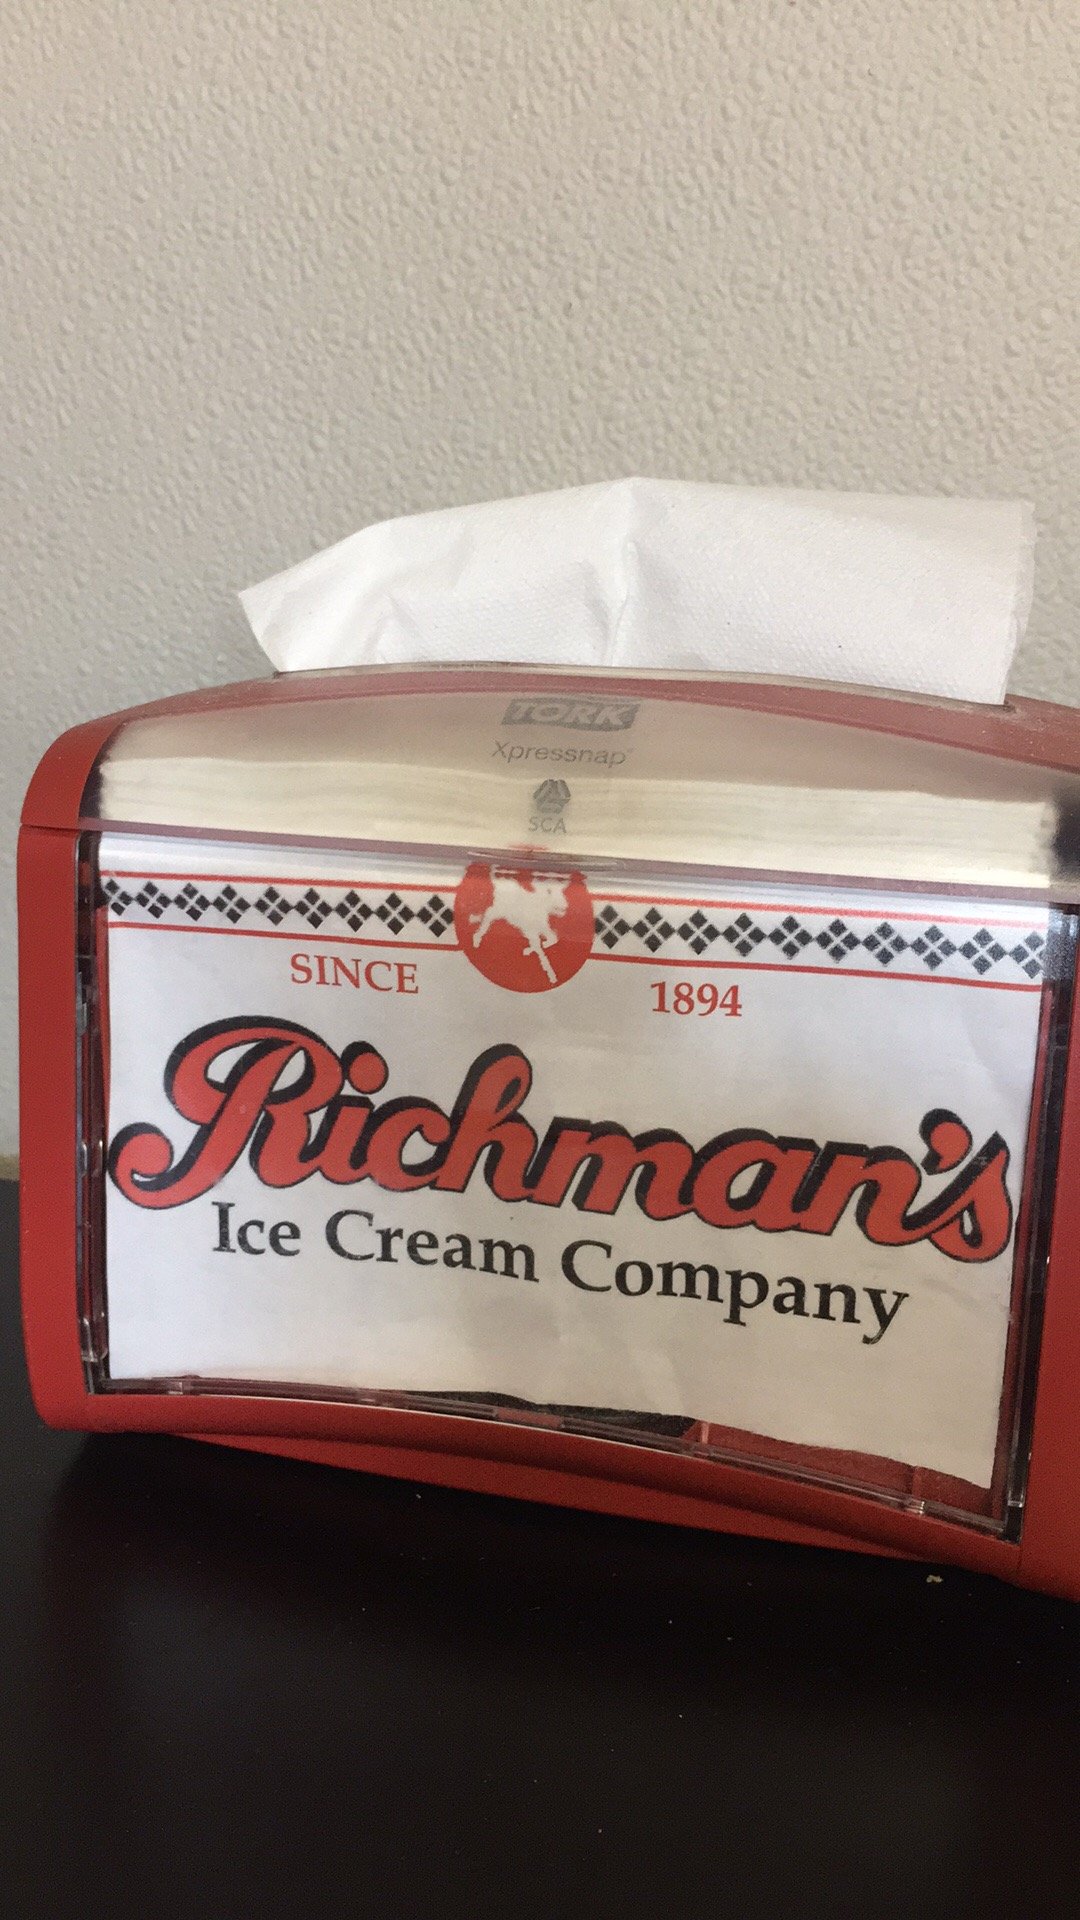 TORK
Xpressnap
SCA
SINCE 1894
Richman's
Ice Cream Company